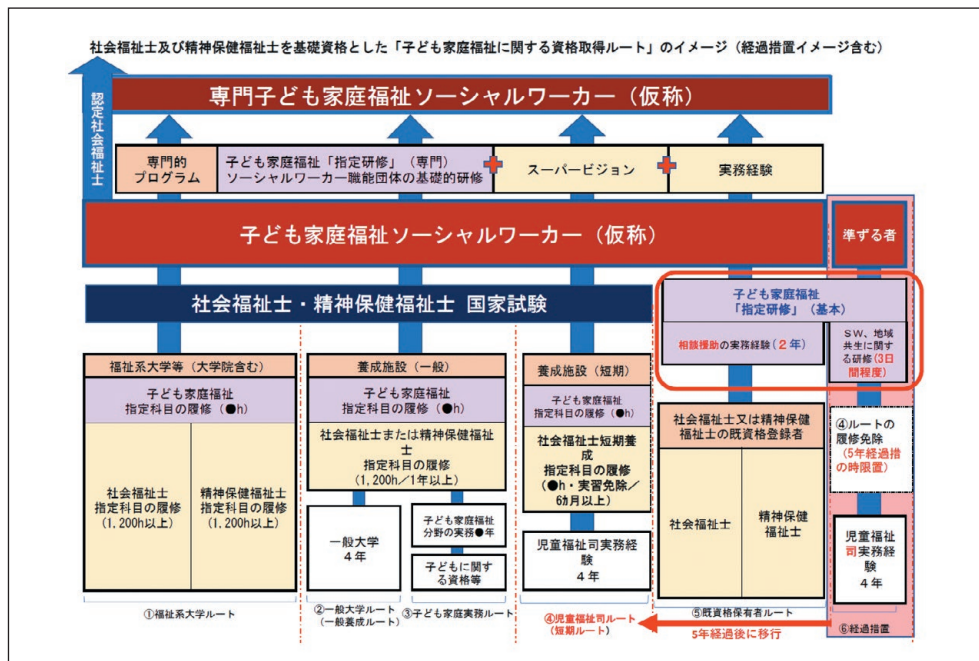 社会福祉士及び精神保健福祉士を基礎資格とした「子ども家庭福祉に関する資格取得ルート」のイメージ（経過措置イメージ含む）
認定社会福祉士
専門子ども家庭福祉ソーシャルワーカー（仮称）
専門的
プログラム
子ども家庭福祉「指定研修」（専門）
ソーシャルワーカー職能団体の基礎的研修
スーパービジョン
実務経験
子ども家庭福祉ソーシャルワーカー（仮称）
準ずる者
社会福祉士・精神保健福祉士 国家試験
子ども家庭福祉
「指定研修」（基本）
相談援助の実務経験（２年）
ＳＷ、地域
共生に関す
る研修（3日
間程度）
福祉系大学等（大学院含む）
子ども家庭福祉
指定科目の履修（●h）
社会福祉士
指定科目の履修
（1,200h以上）
精神保健福祉士
指定科目の履修
（1,200h以上）
養成施設（一般）
子ども家庭福祉
指定科目の履修（●h）
社会福祉士または精神保健福祉
士
指定科目の履修
（1,200h／1年以上）
一般大学
４年
子ども家庭福祉
分野の実務●年
子どもに関す
る資格等
養成施設（短期）
子ども家庭福祉
指定科目の履修（●h）
社会福祉士短期養
成
指定科目の履修
（●h・実習免除／
6カ月以上）
児童福祉司実務経
験
４年
社会福祉士又は精神保健
福祉士の既資格登録者
社会福祉士
精神保健
福祉士
④ルートの
履修免除
（5年経過措
の時限置）
児童福祉
司実務経
験
４年
①福祉系大学ルート
②一般大学ルート
（一般養成ルート）
③子ども家庭実務ルート
④児童福祉司ルート
（短期ルート）
⑤既資格保有者ルート
5年経過後に移行
⑥経過措置